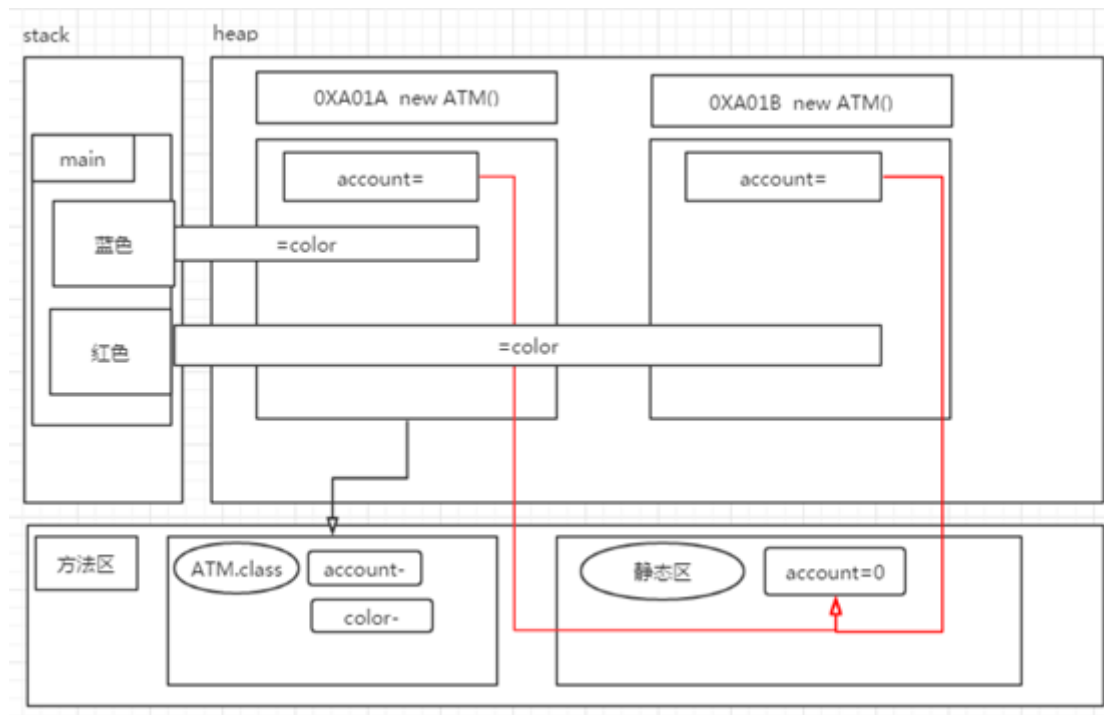 stack
heap
0XA01A new ATM()
0XA01B new ATM()
main
account=
account=
蓝色
=color
红色
=color
方法区
ATM.class
account-
color-
静态区
account=0